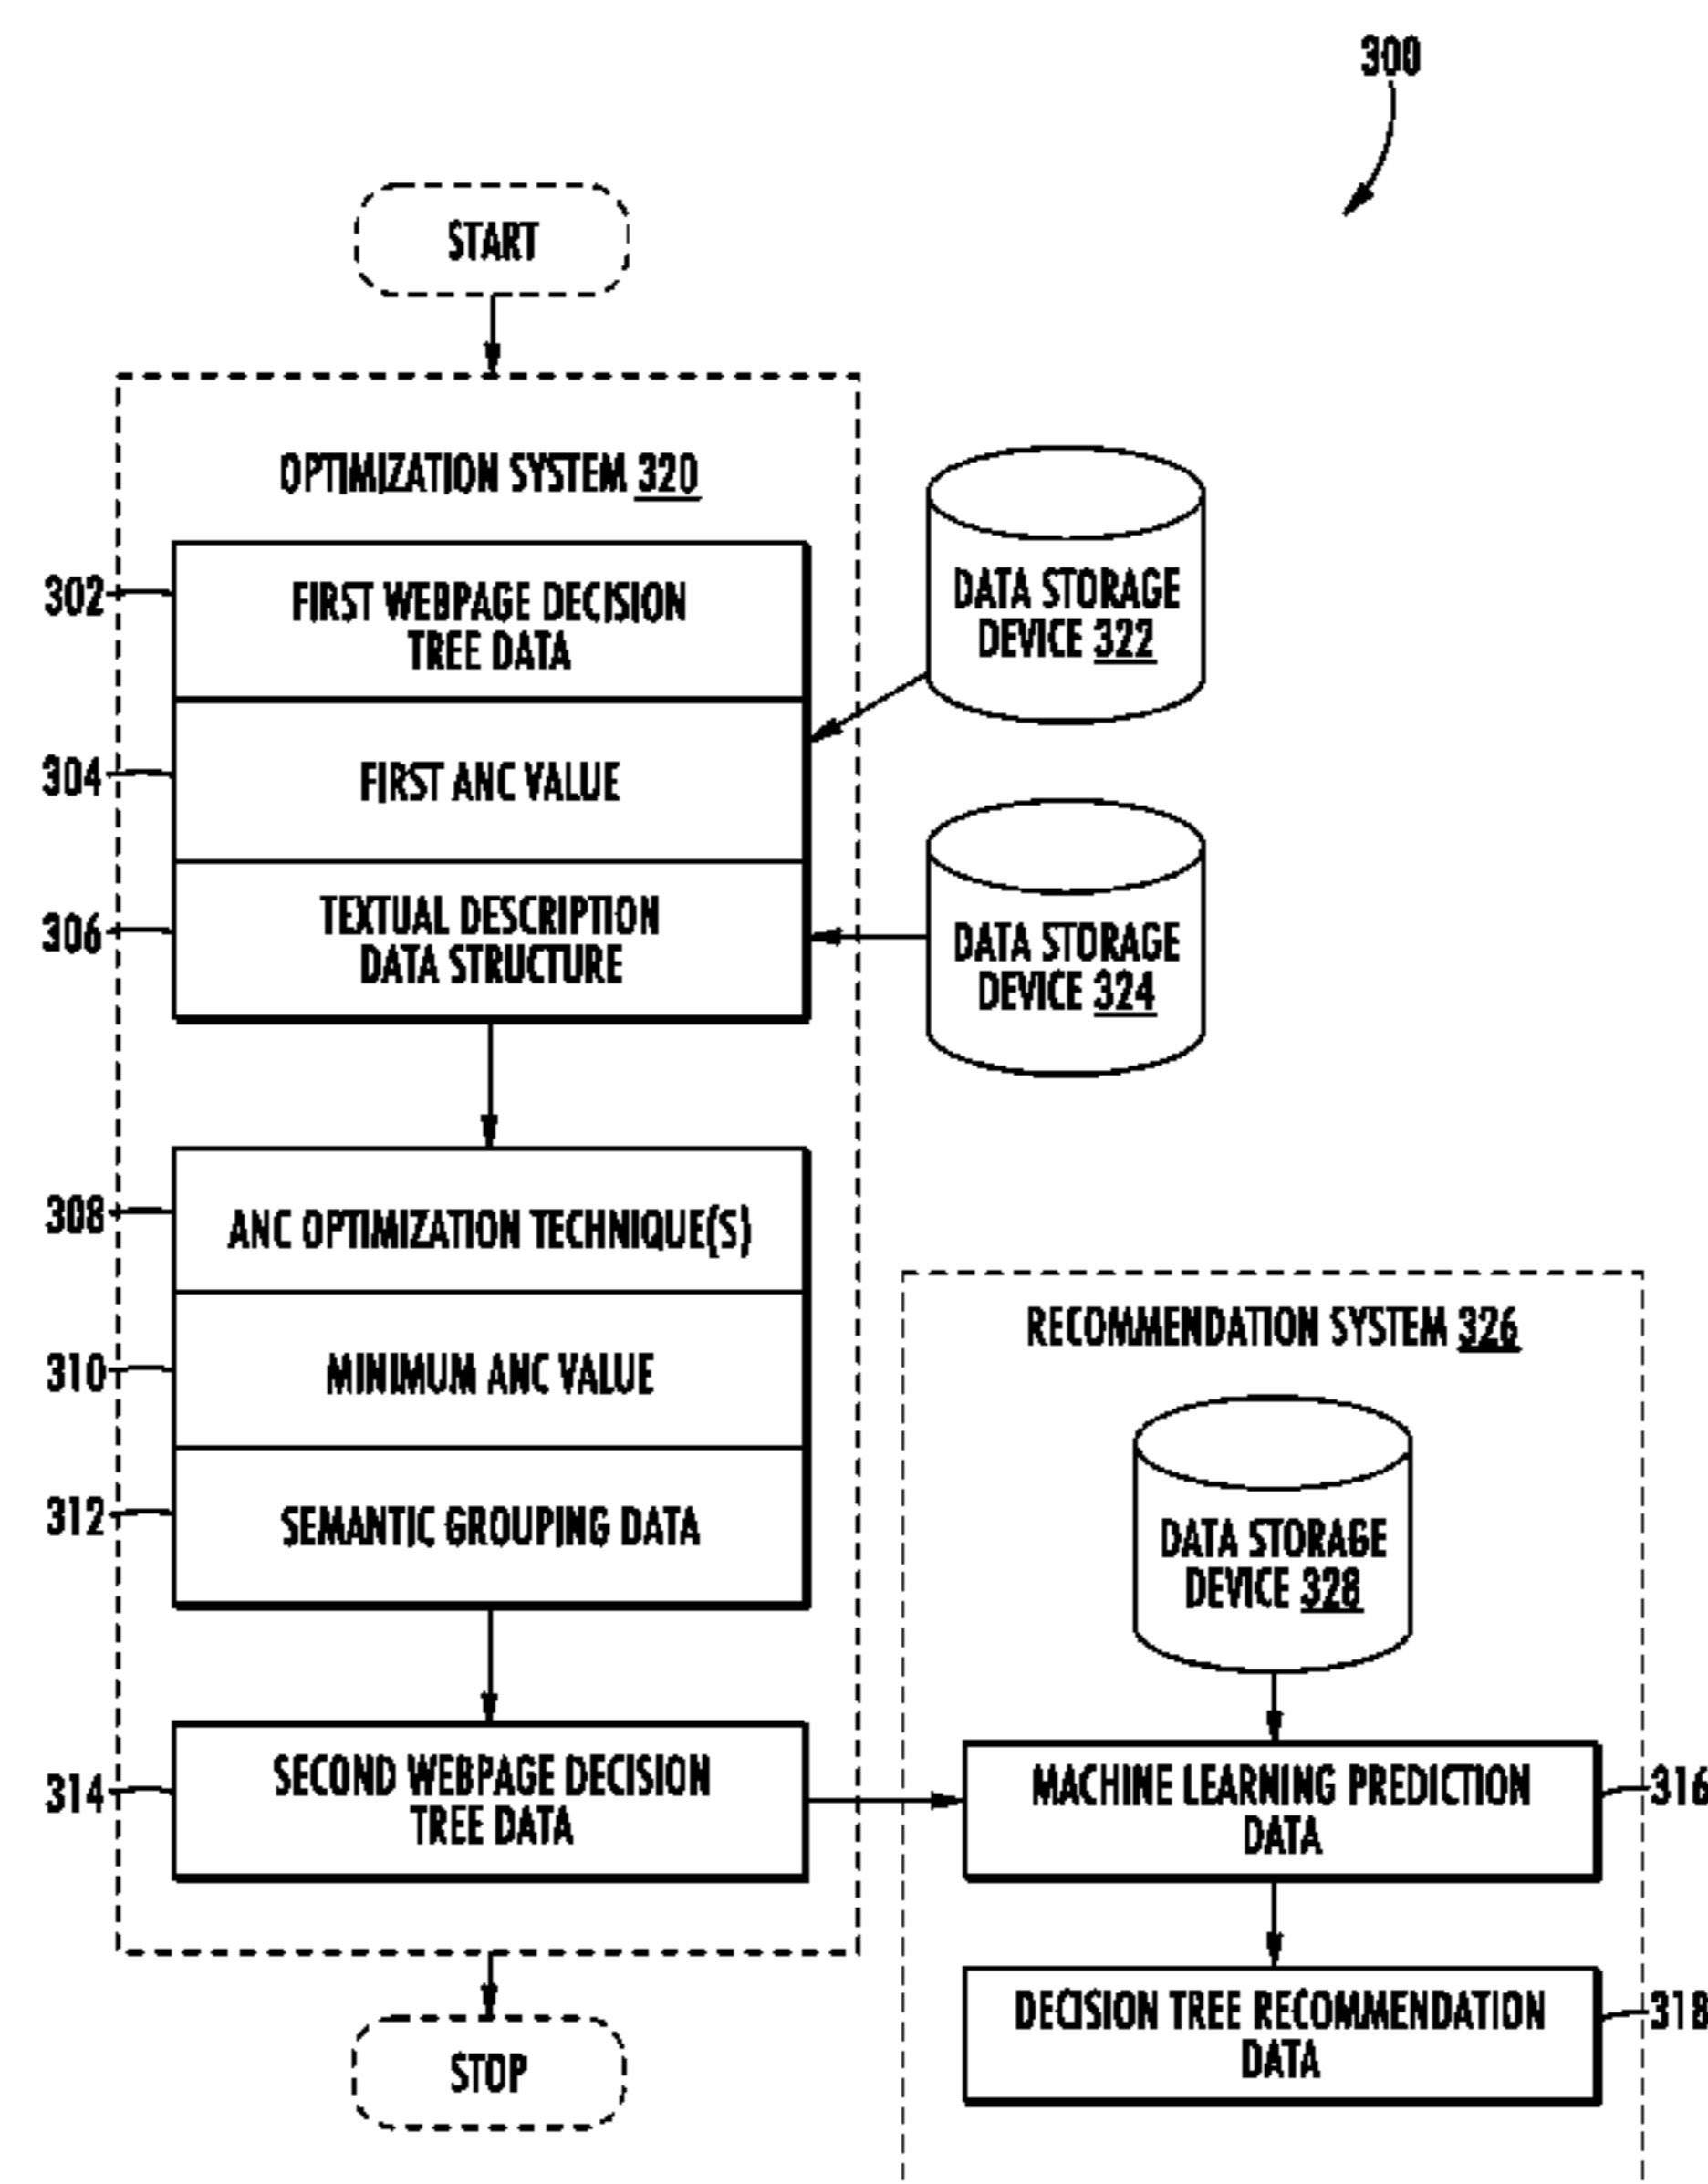 300
START
OPTIMIZATION SYSTEM 320
302
FIRST WEBPAGE DECISION
TREE DATA
304
FIRST ANC VALUE
306
TEXTUAL DESCRIPTION
DATA STRUCTURE
DATA STORAGE
DEVICE 322
DATA STORAGE
DEVICE 324
308
ANC OPTIMIZATION TECHNIQUE(S)
310
MINIMUM ANC VALUE
312
SEMANTIC GROUPING DATA
314
SECOND WEBPAGE DECISION
TREE DATA
STOP
RECOMMENDATION SYSTEM 326
DATA STORAGE
DEVICE 328
MACHINE LEARNING PREDICTION
DATA
316
DECISION TREE RECOMMENDATION
DATA
318